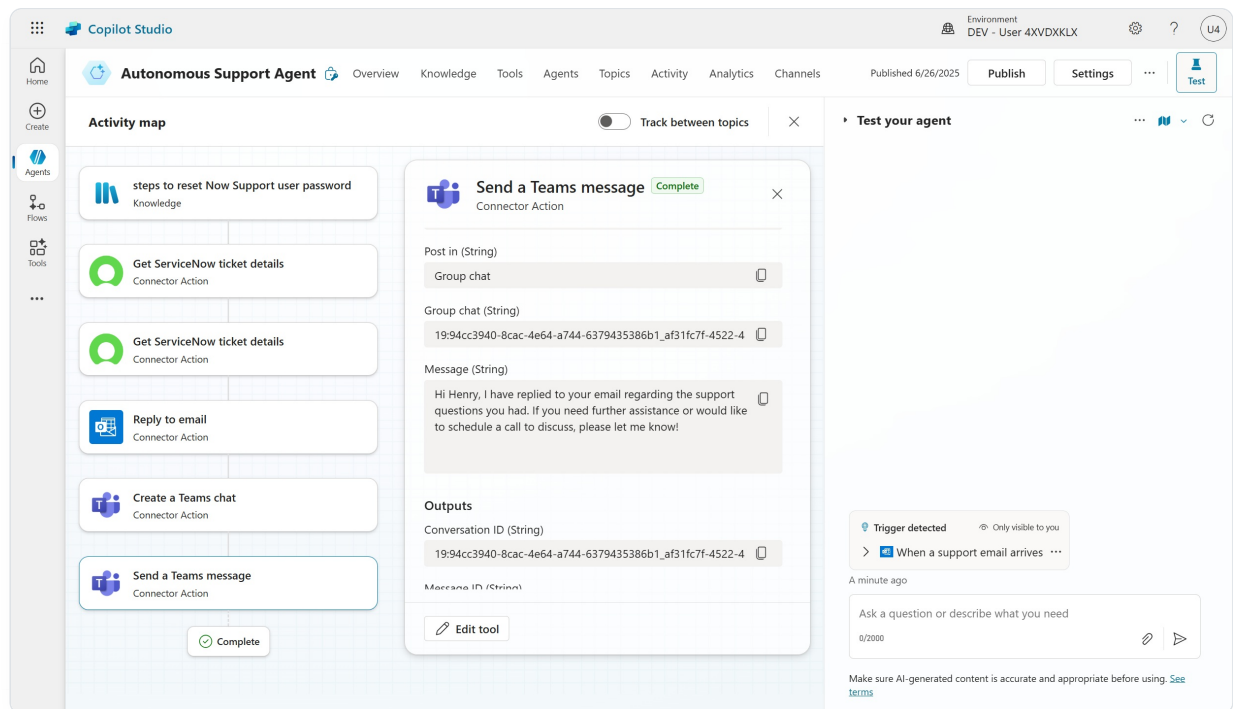 Copilot Studio
Environment
DEV - User 4XVDXKLX
U4
Home
Create
Agents
Flows
Tools
Autonomous Support Agent
Overview
Knowledge
Tools
Agents
Topics
Activity
Analytics
Channels
Published 6/26/2025
Publish
Settings
Test
Activity map
Track between topics
steps to reset Now Support user password
Knowledge
Get ServiceNow ticket details
Connector Action
Get ServiceNow ticket details
Connector Action
Reply to email
Connector Action
Create a Teams chat
Connector Action
Send a Teams message
Connector Action
Complete
Send a Teams message
Complete
Connector Action
Post in (String)
Group chat
Group chat (String)
19:94cc3940-8cac-4e64-a744-6379435386b1_af31fc7f-4522-4
Message (String)
Hi Henry, I have replied to your email regarding the support
questions you had. If you need further assistance or would like
to schedule a call to discuss, please let me know!
Outputs
Conversation ID (String)
19:94cc3940-8cac-4e64-a744-6379435386b1_af31fc7f-4522-4
Message ID (String)
Edit tool
Test your agent
Trigger detected
Only visible to you
When a support email arrives
A minute ago
Ask a question or describe what you need
0/2000
Make sure AI-generated content is accurate and appropriate before using. See
terms